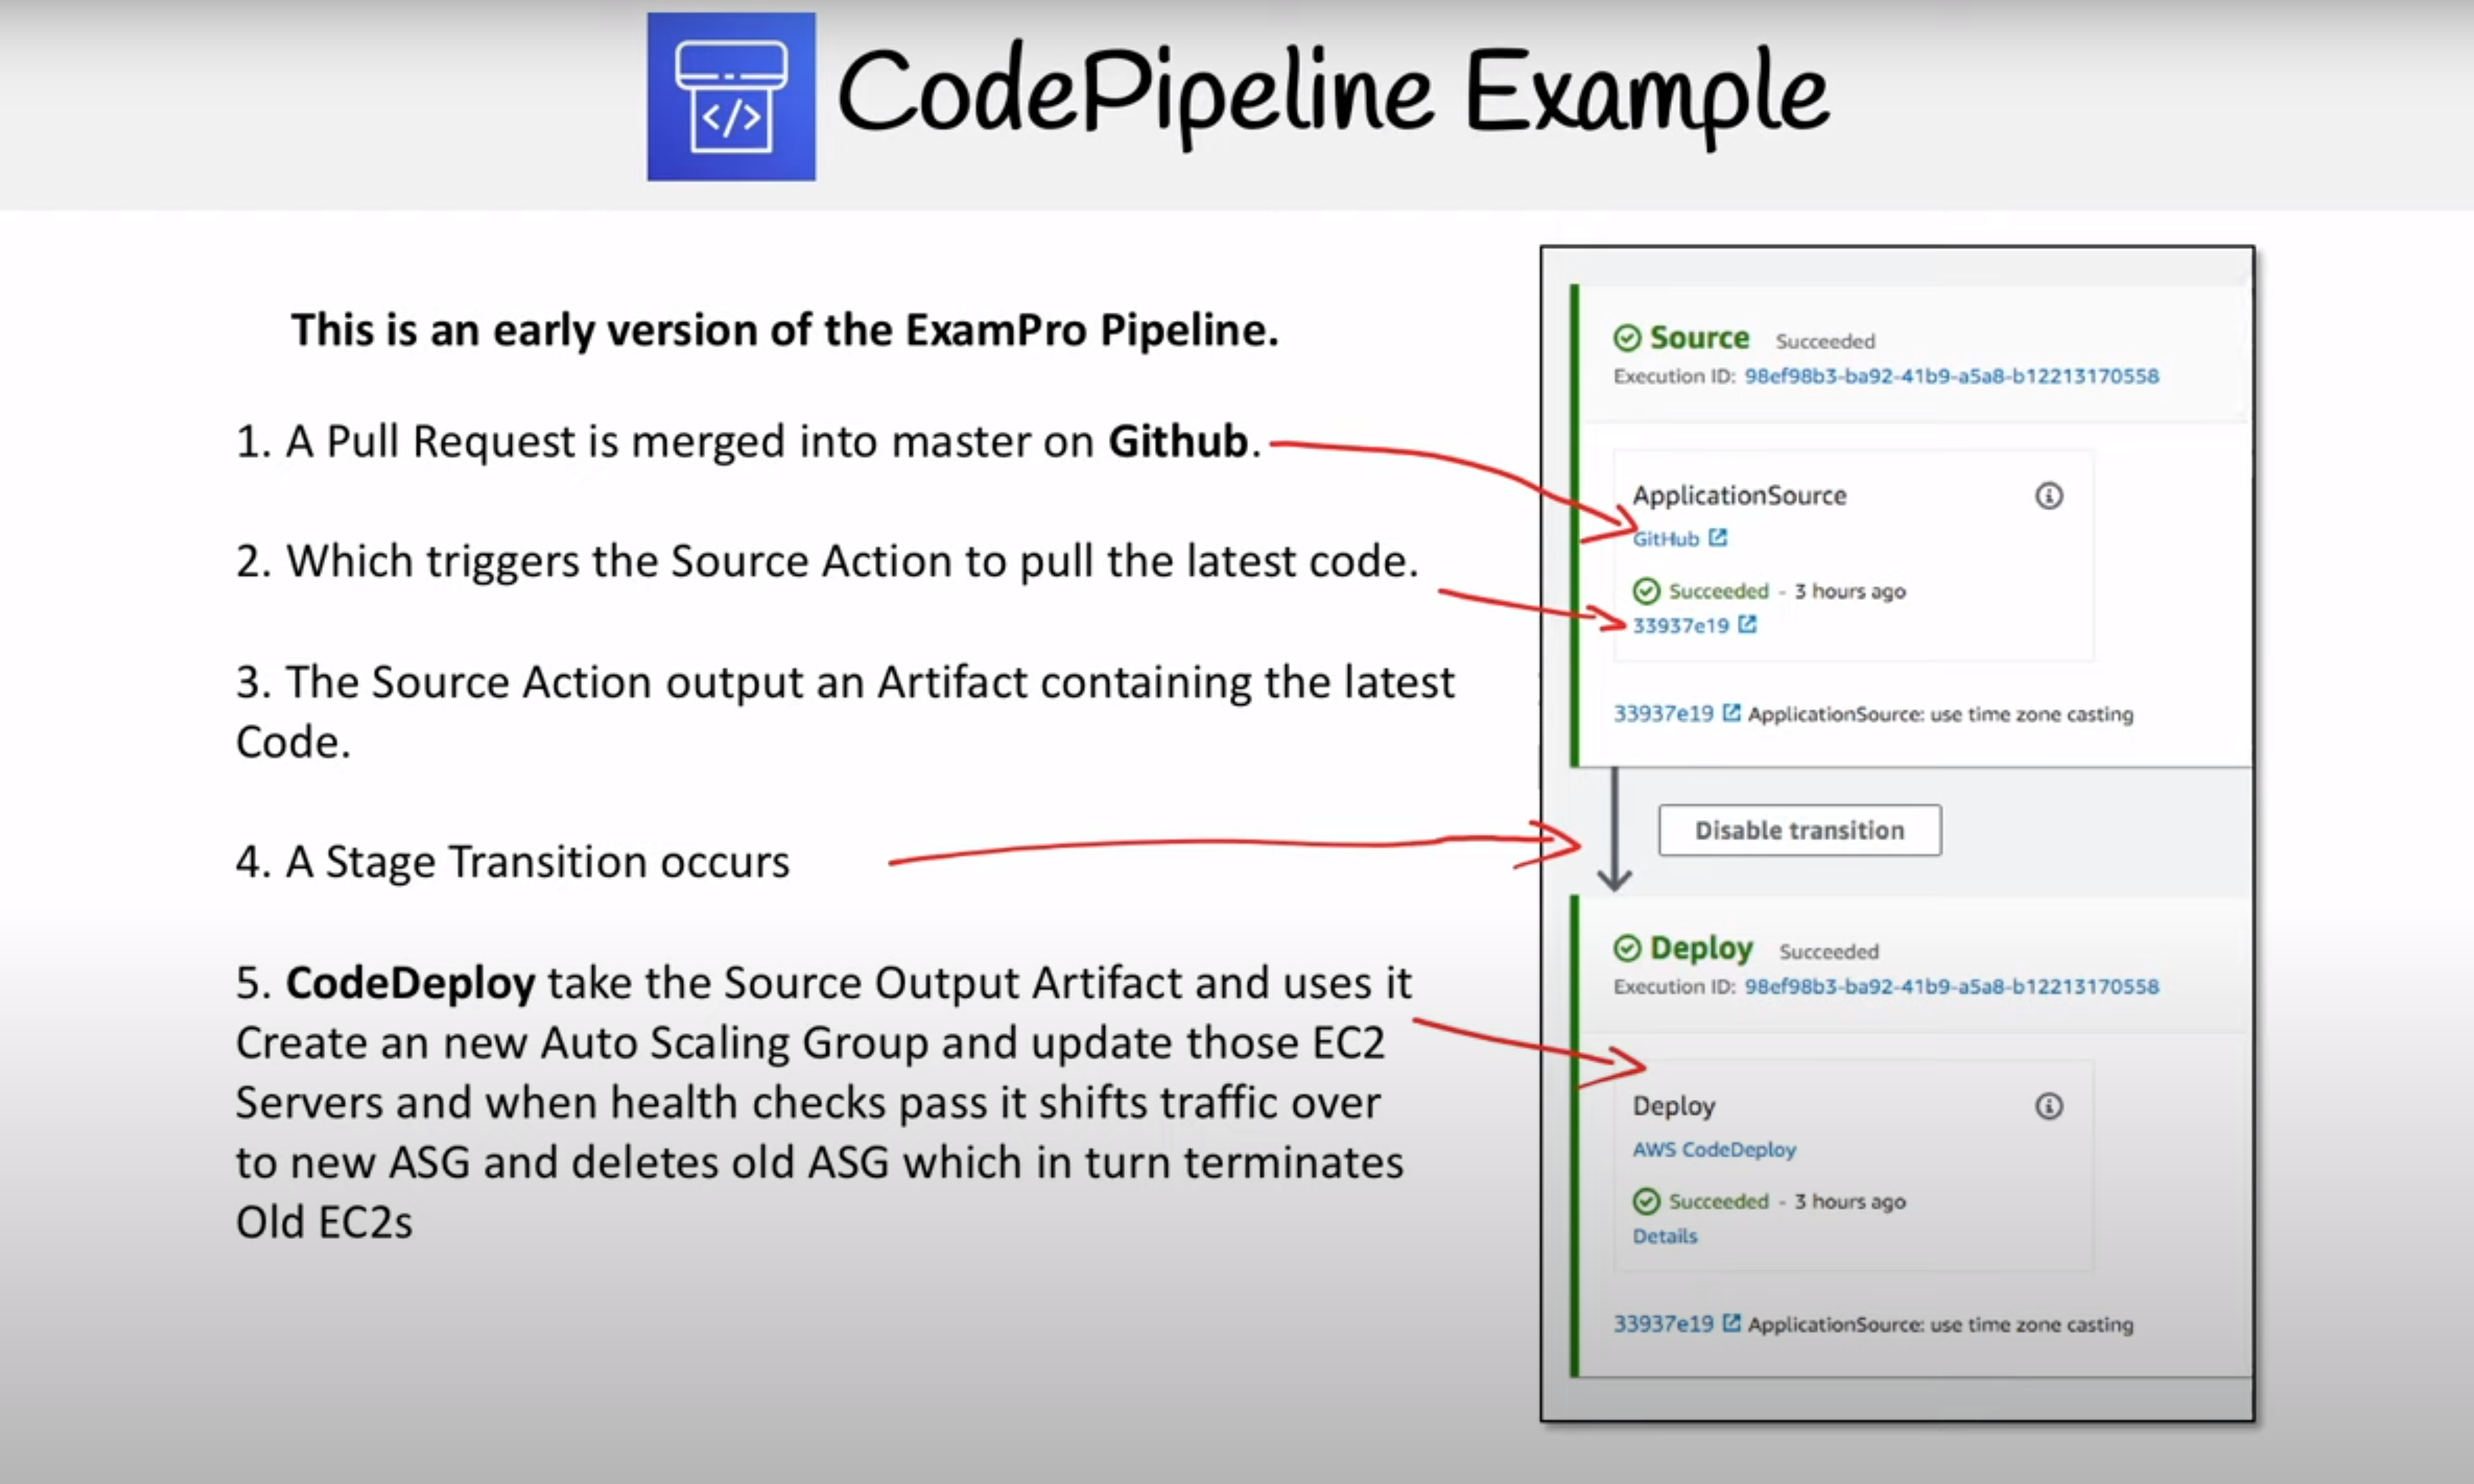 CodePipeline Example
This is an early version of the ExamPro Pipeline.
1. A Pull Request is merged into master on Github.
2. Which triggers the Source Action to pull the latest code.
3. The Source Action output an Artifact containing the latest
Code.
4. A Stage Transition occurs
5. CodeDeploy take the Source Output Artifact and uses it
Create an new Auto Scaling Group and update those EC2
Servers and when health checks pass it shifts traffic over
to new ASG and deletes old ASG which in turn terminates
Old EC2s
Source Succeeded
Execution ID: 98ef98b3-ba92-41b9-a5a8-b12213170558
ApplicationSource
GitHub
Succeeded - 3 hours ago
33937e19
33937e19 ApplicationSource: use time zone casting
Disable transition
Deploy Succeeded
Execution ID: 98ef98b3-ba92-41b9-a5a8-b12213170558
Deploy
AWS CodeDeploy
Succeeded - 3 hours ago
Details
33937e19 ApplicationSource: use time zone casting